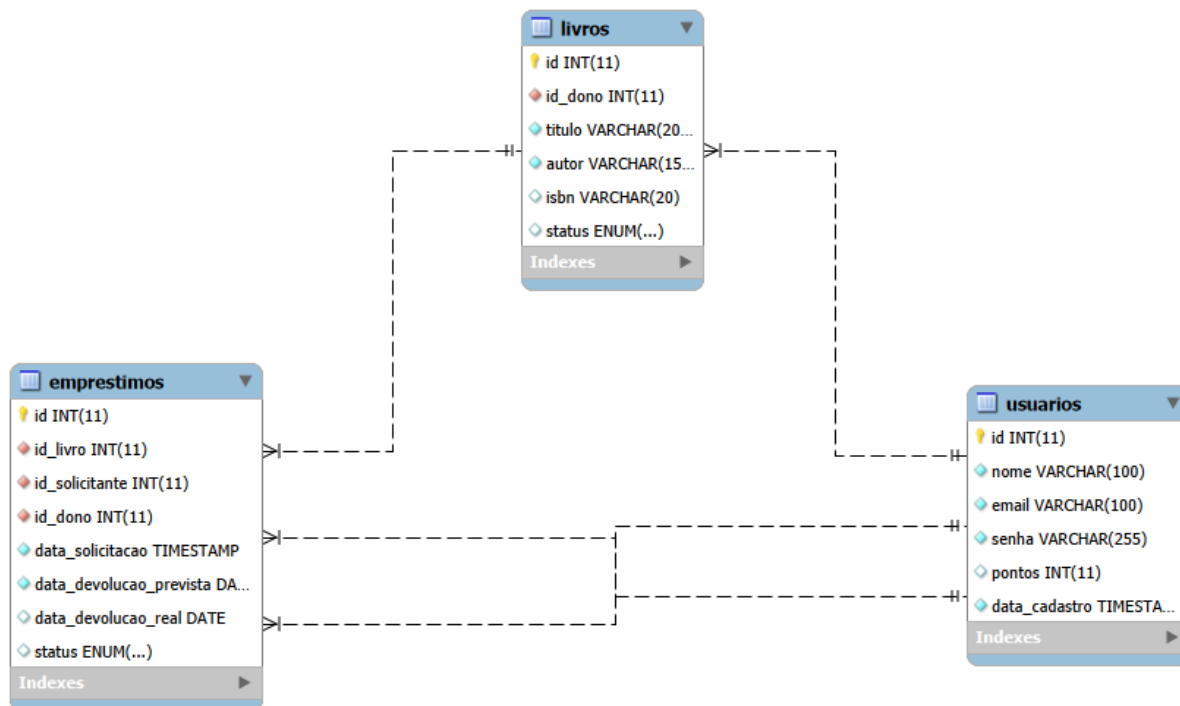 livros
id INT(11)
id_dono INT(11)
titulo VARCHAR(20...
autor VARCHAR(15...
isbn VARCHAR(20)
status ENUM(...)
Indexes
emprestimos
id INT(11)
id_livro INT(11)
id_solicitante INT(11)
id_dono INT(11)
data_solicitacao TIMESTAMP
data_devolucao_prevista DA...
data_devolucao_real DATE
status ENUM(...)
Indexes
usuarios
id INT(11)
nome VARCHAR(100)
email VARCHAR(100)
senha VARCHAR(255)
pontos INT(11)
data_cadastro TIMESTA...
Indexes